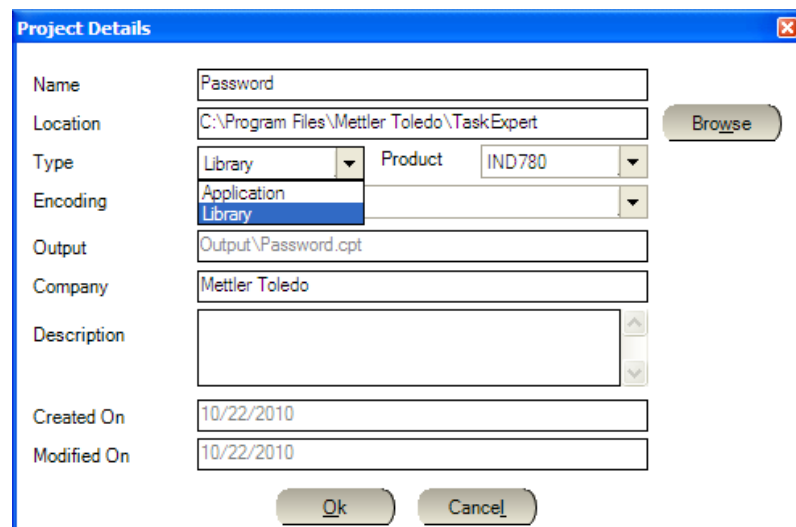 Project Details
Name Password
Location C:\Program Files\Mettler Toledo\TaskExpert Browse
Type Library Product IND780
Application
Encoding
Library
Output Output\Password.cpt
Company Mettler Toledo
Description
Created On 10/22/2010
Modified On 10/22/2010
Ok Cancel